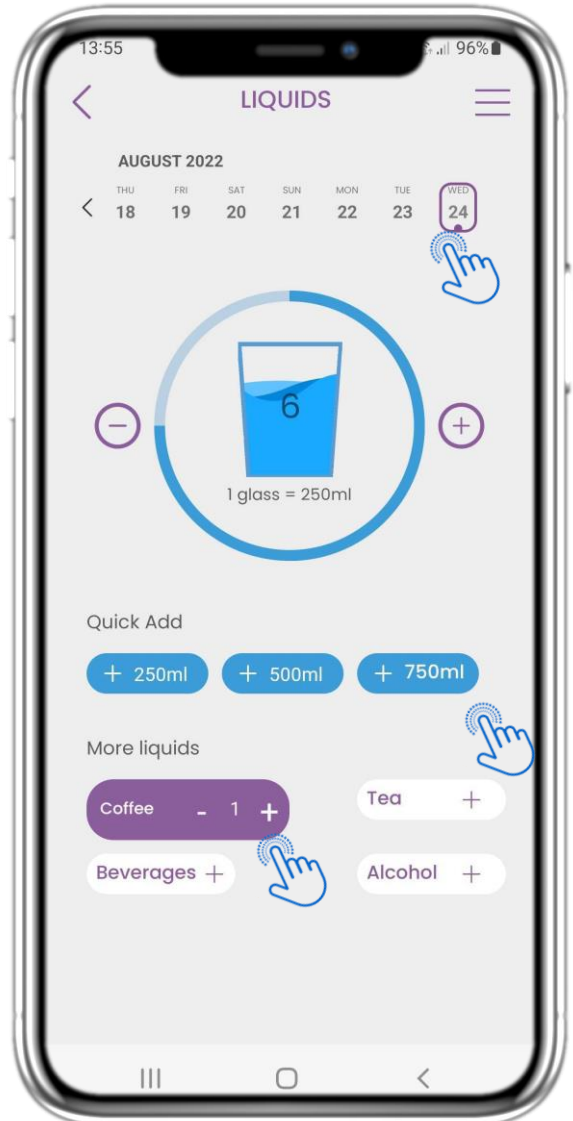 13:55 96%
LIQUIDS
AUGUST 2022
THU FRI SAT SUN MON TUE WED
18 19 20 21 22 23 24
6
1 glass = 250ml
Quick Add
+ 250ml + 500ml + 750ml
More liquids
Coffee - 1 + Tea +
Beverages + Alcohol +